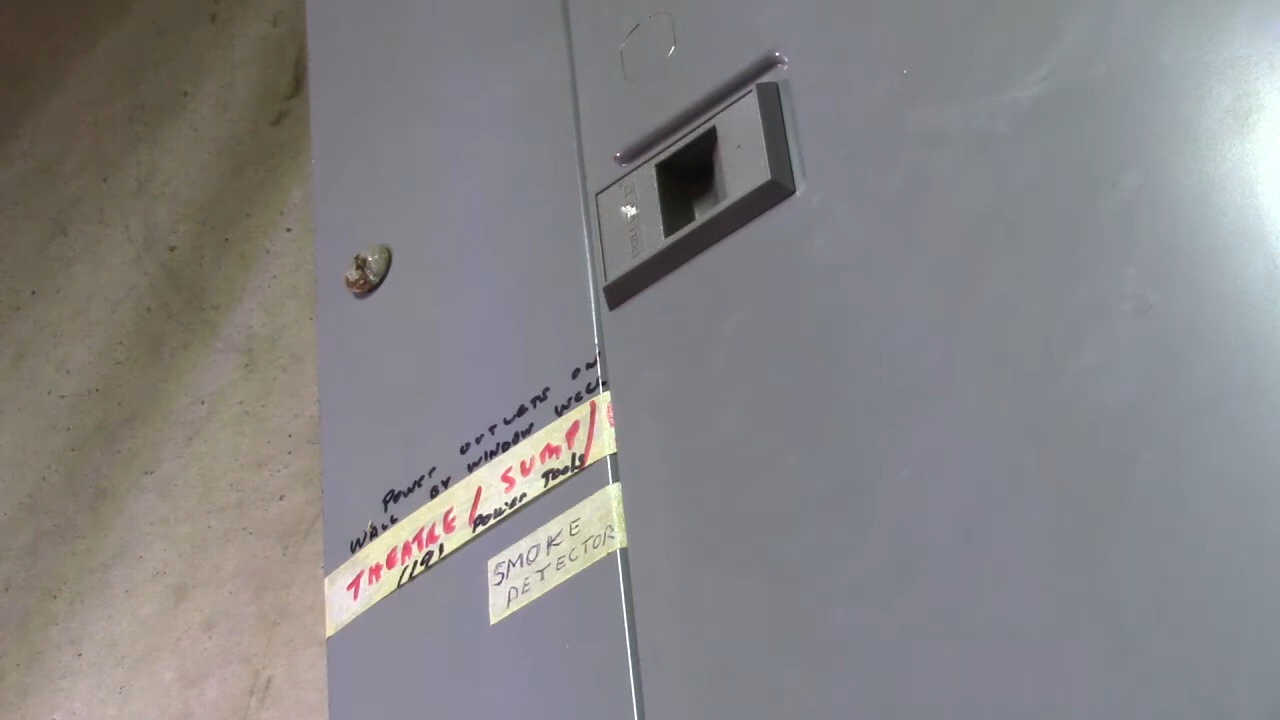 POWER OUTLETS ON
WALL BY WINDOW WELL
THEATRE / SUMP /
(19) POWER TOOLS
SMOKE
DETECTOR